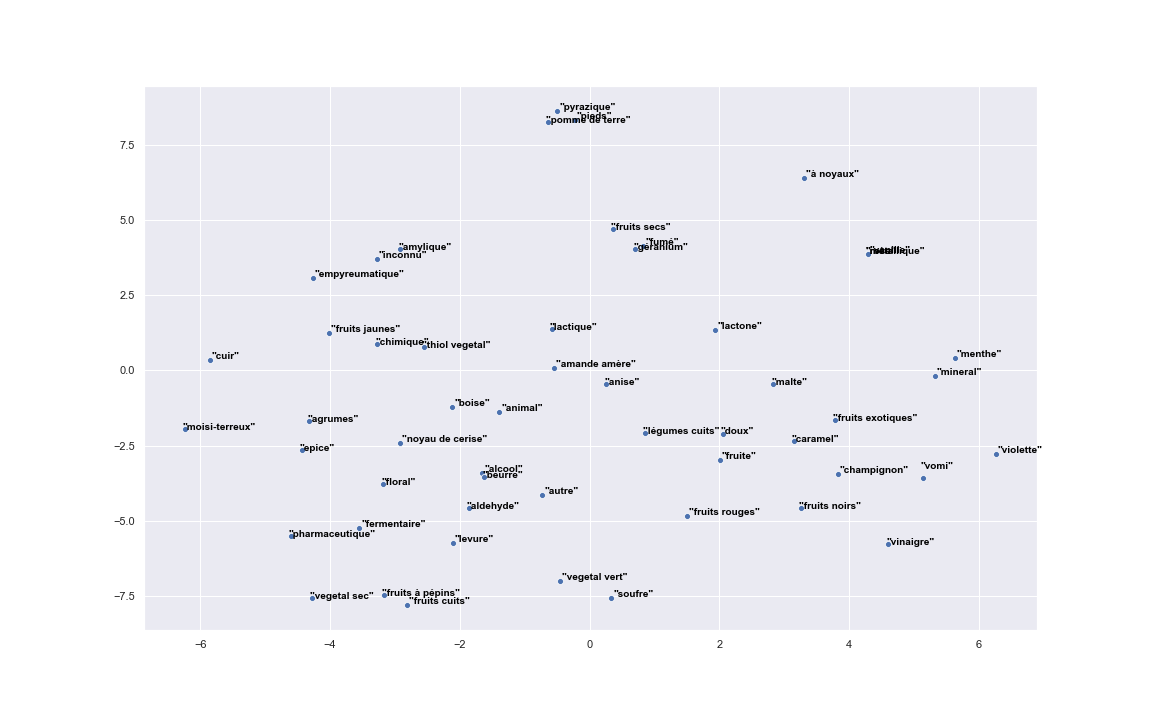 "pyrazique"
"pieds"
"pomme de terre"
7.5
"à noyaux"
5.0
"fruits secs"
"fumé"
"géranium"
"amylique"
"inconnu"
"empyreumatique"
2.5
"fruits jaunes"
"lactique"
"lactone"
"chimique"
"thiol vegetal"
"cuir"
"menthe"
0.0
"amande amère"
"mineral"
"anise"
"malte"
"boise"
"animal"
"agrumes"
"fruits exotiques"
"moisi-terreux"
"légumes cuits"
"doux"
−2.5
"noyau de cerise"
"caramel"
"epice"
"violette"
"fruite"
"alcool"
"beurre"
"champignon"
"vomi"
"floral"
"autre"
"aldehyde"
"fruits noirs"
"fruits rouges"
−5.0
"fermentaire"
"pharmaceutique"
"levure"
"vinaigre"
"vegetal vert"
−7.5
"vegetal sec"
"fruits à pépins"
"fruits cuits"
"soufre"
−6
−4
−2
0
2
4
6